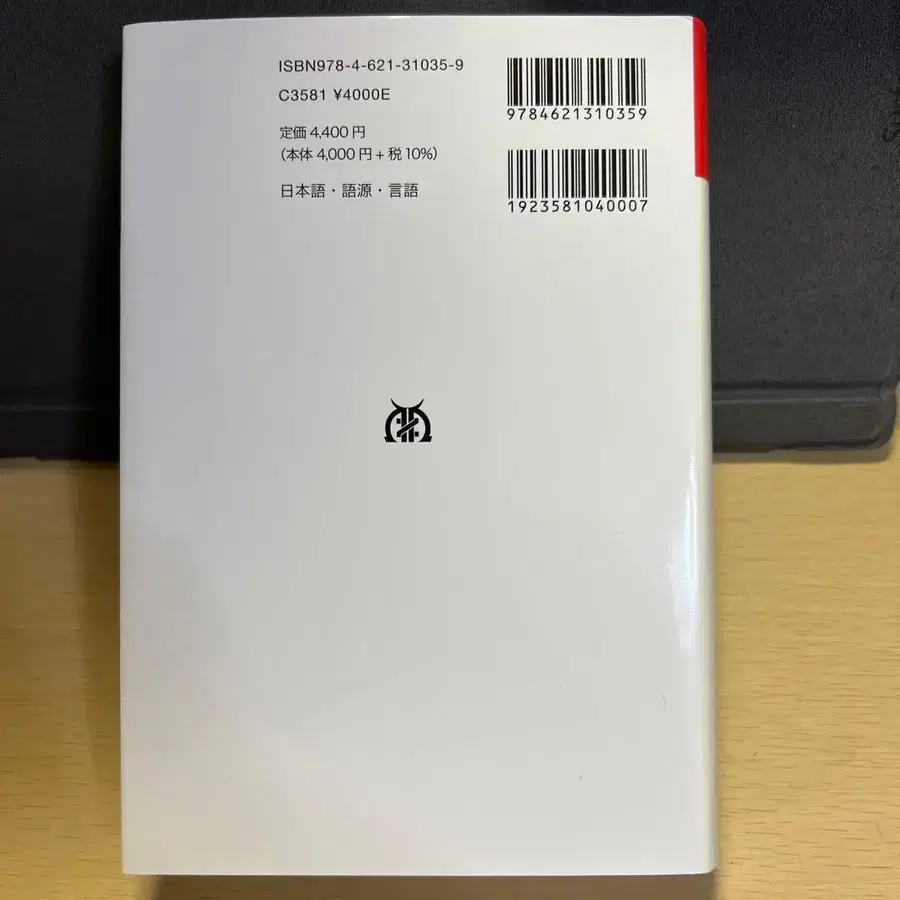 ISBN978-4-621-31035-9
C3581 ¥4000E
定価 4,400 円
(本体 4,000 円 + 税 10%)
日本語・語源・言語
9784621310359
1923581040007